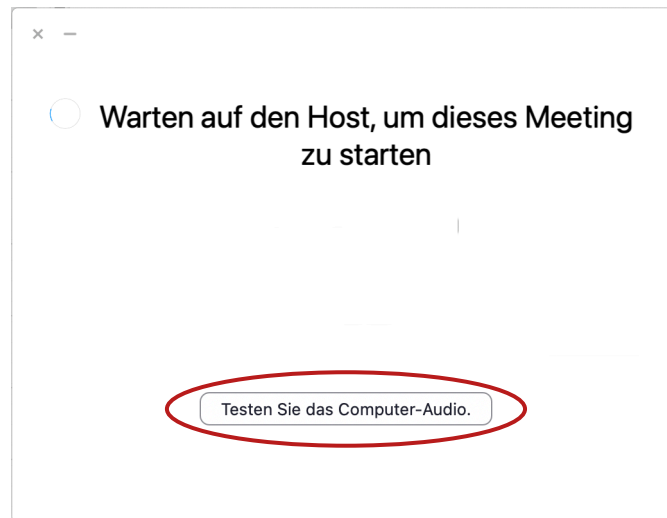 Warten auf den Host, um dieses Meeting
zu starten
Testen Sie das Computer-Audio.